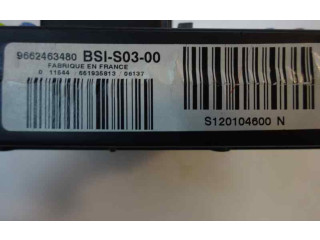 9662463480 BSI-S03-00
FABRIQUE EN FRANCE
S120104600 N